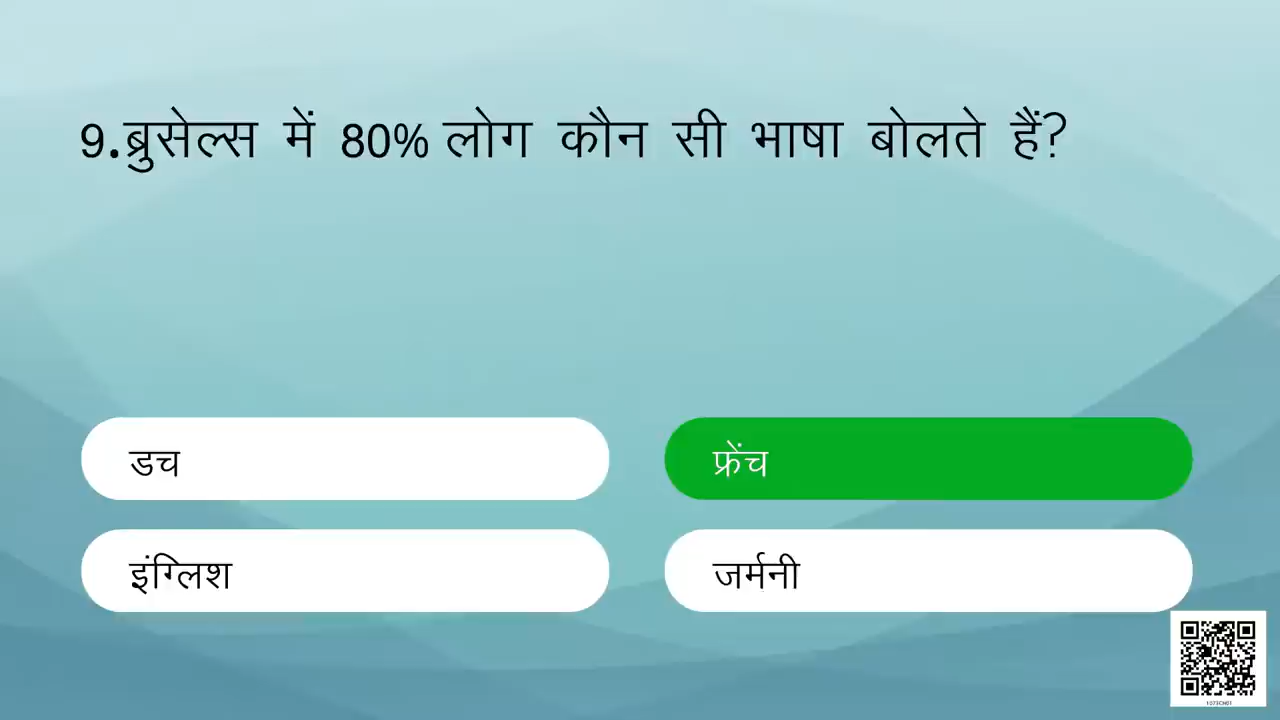 9.ब्रुसेल्स में 80% लोग कौन सी भाषा बोलते हैं?
डच
फ्रेंच
इंग्लिश
जर्मनी